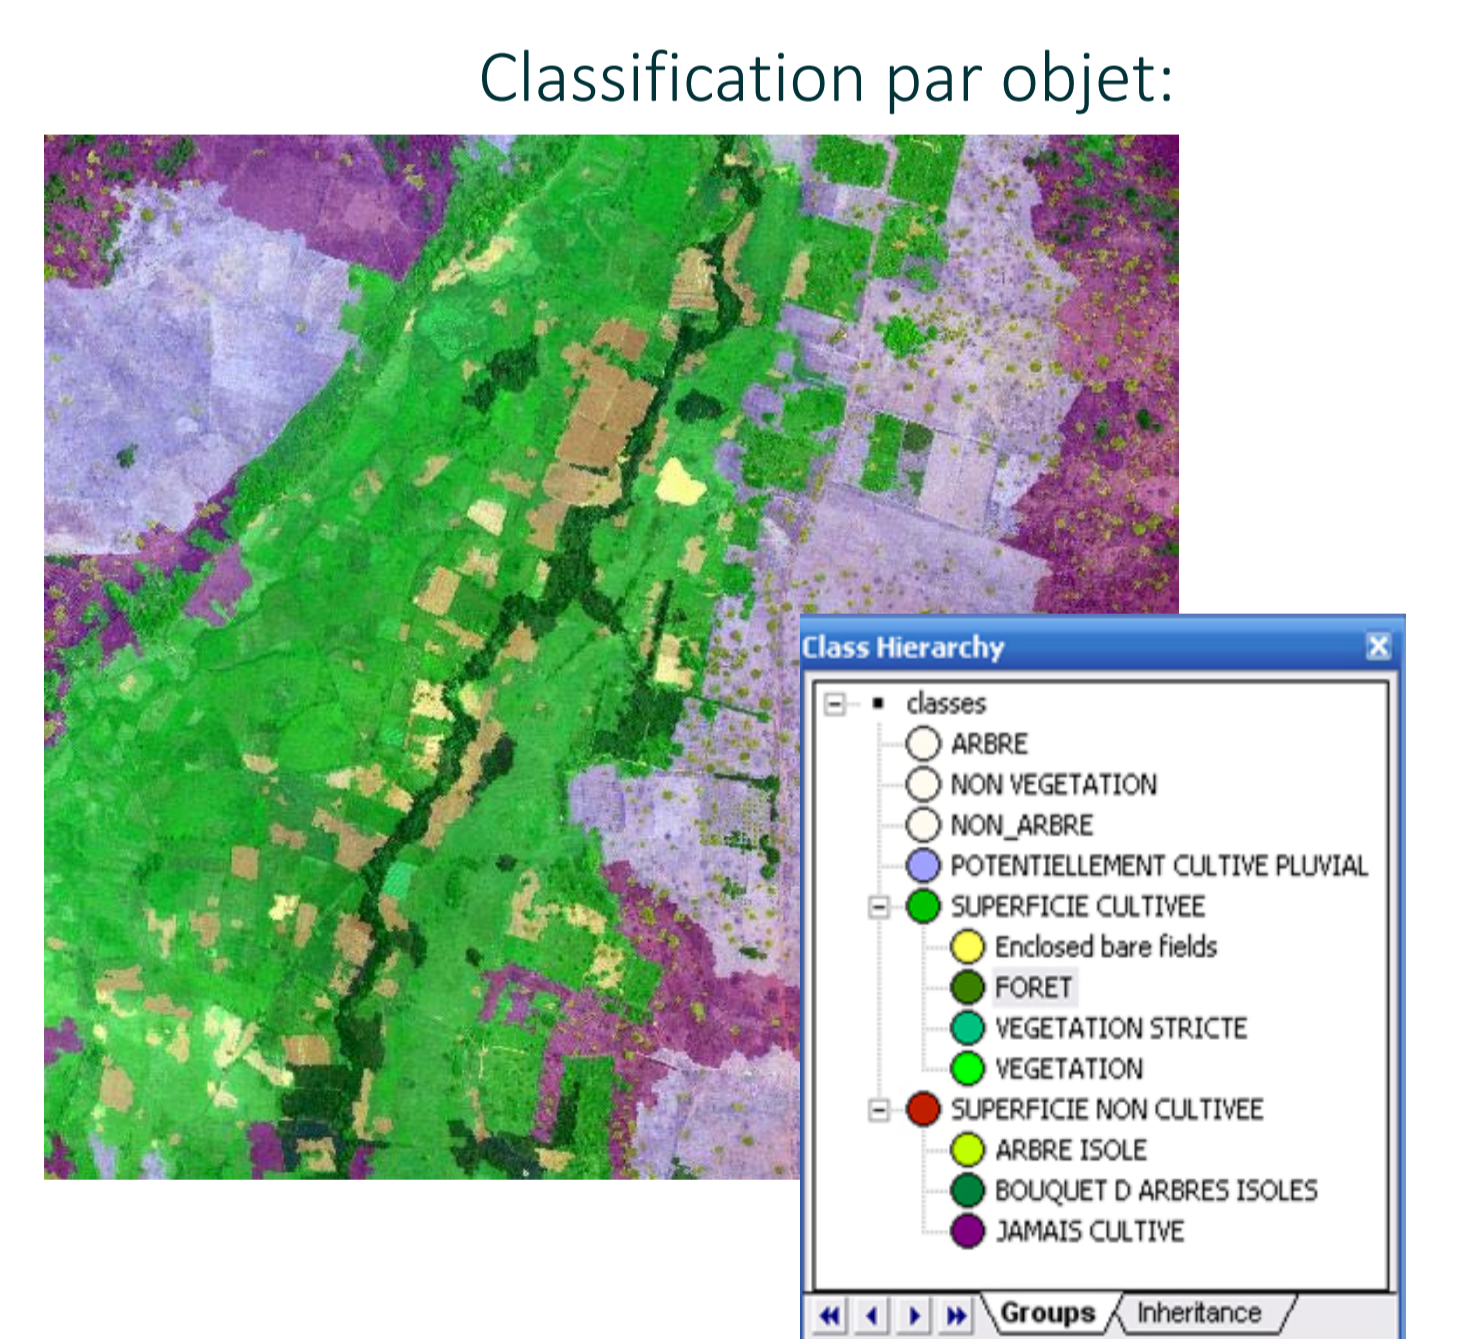 Classification par objet:
Class Hierarchy
classes
ARBRE
NON VEGETATION
NON_ARBRE
POTENTIELLEMENT CULTIVE PLUVIAL
SUPERFICIE CULTIVEE
Enclosed bare fields
FORET
VEGETATION STRICTE
VEGETATION
SUPERFICIE NON CULTIVEE
ARBRE ISOLE
BOUQUET D ARBRES ISOLES
JAMAIS CULTIVE
Groups Inheritance